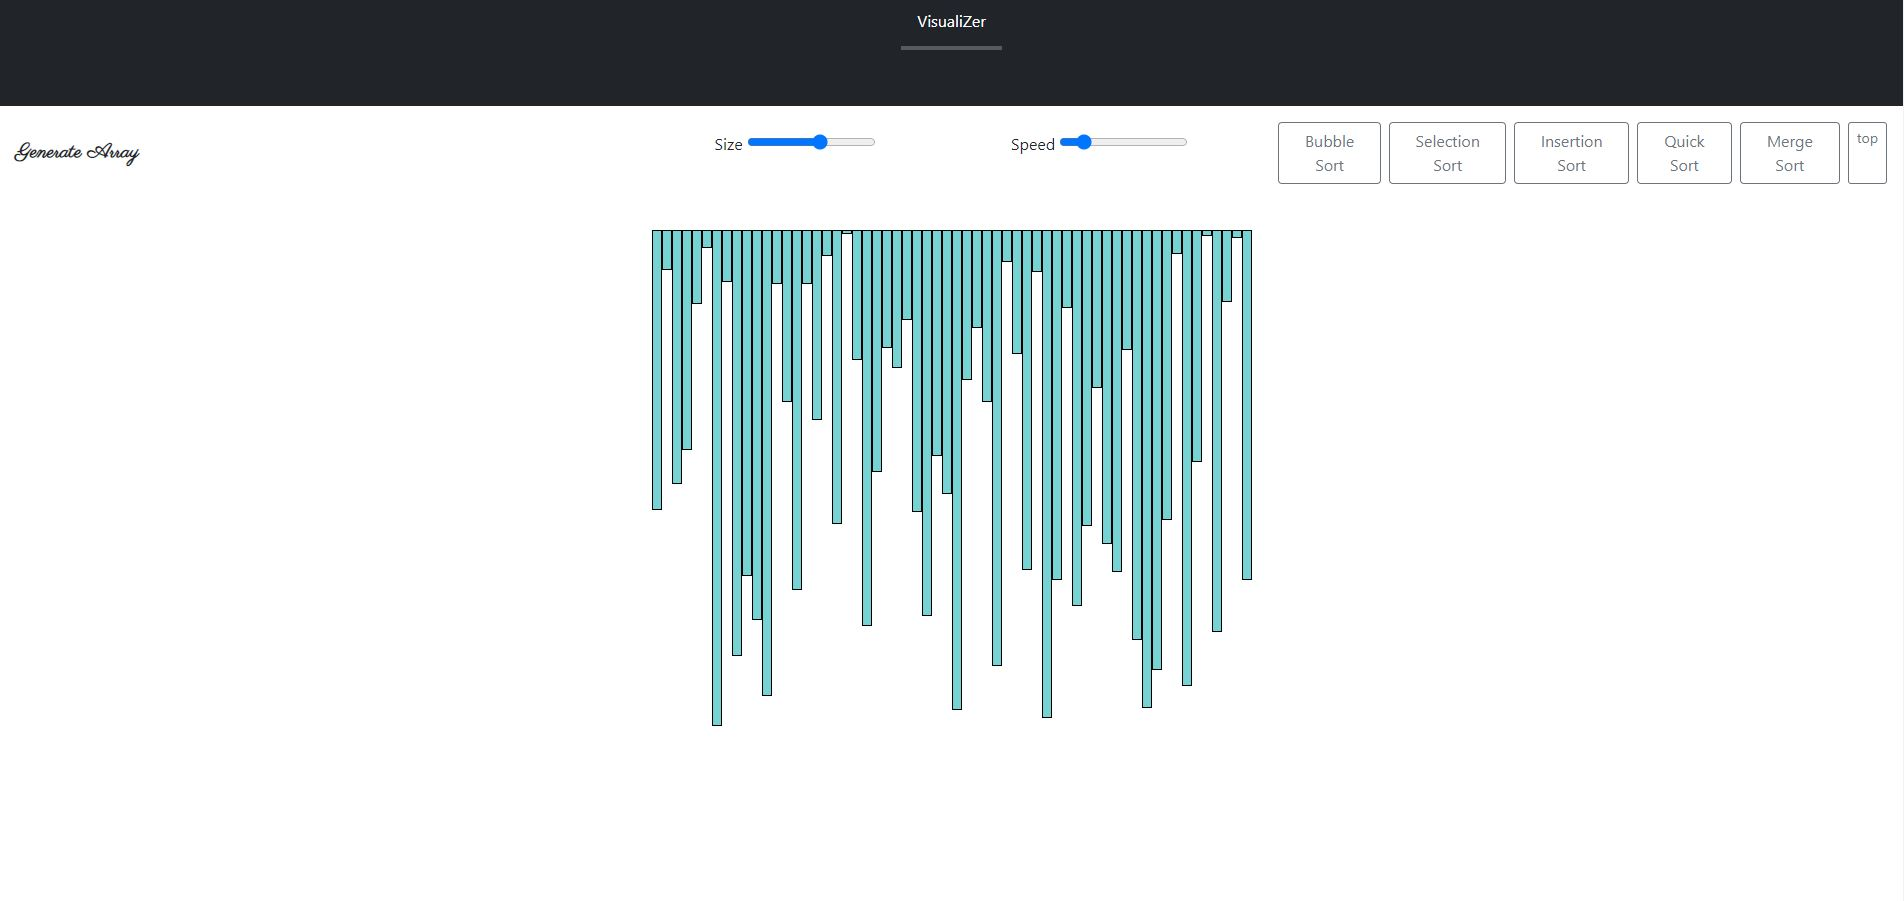 VisualiZer
Generate Array
Size
Speed
Bubble
Sort
Selection
Sort
Insertion
Sort
Quick
Sort
Merge
Sort
top